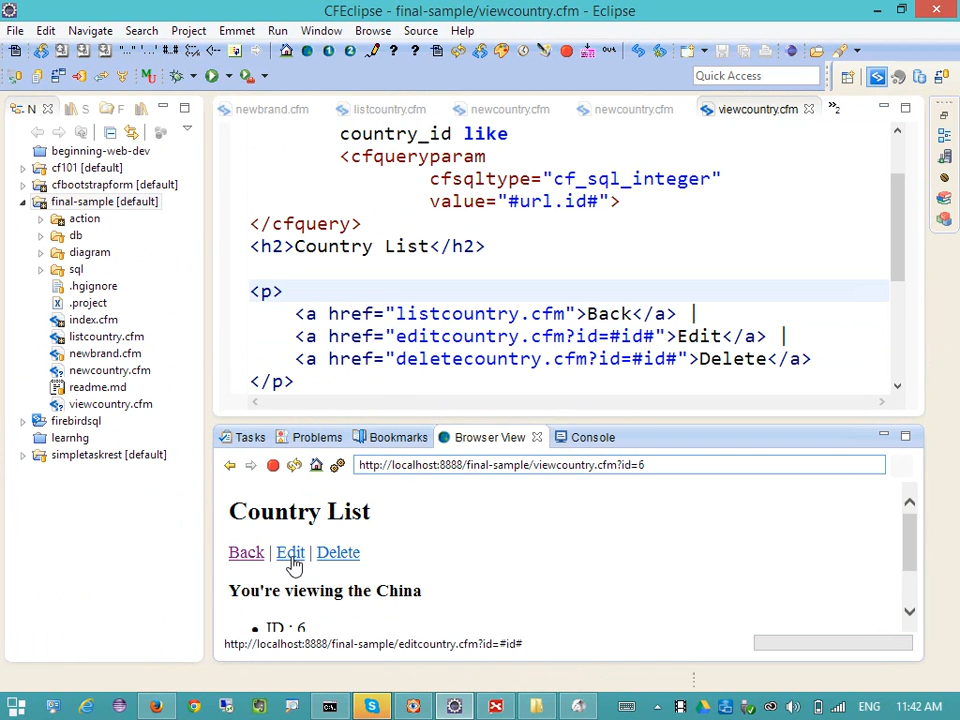 CFEclipse - final-sample/viewcountry.cfm - Eclipse
File Edit Navigate Search Project Emmet Run Window Browse Source Help
Quick Access
N S F
newbrand.cfm listcountry.cfm newcountry.cfm newcountry.cfm viewcountry.cfm »2
beginning-web-dev
cf101 [default]
cfbootstrapform [default]
final-sample [default]
action
db
diagram
sql
.hgignore
.project
index.cfm
listcountry.cfm
newbrand.cfm
newcountry.cfm
readme.md
viewcountry.cfm
firebirdsql
learnhg
simpletaskrest [default]
country_id like
<cfqueryparam
cfsqltype="cf_sql_integer"
value="#url.id#">
</cfquery>
<h2>Country List</h2>
<p>
<a href="listcountry.cfm">Back</a> |
<a href="editcountry.cfm?id=#id#">Edit</a> |
<a href="deletecountry.cfm?id=#id#">Delete</a>
</p>
Tasks Problems Bookmarks Browser View Console
http://localhost:8888/final-sample/viewcountry.cfm?id=6
Country List
Back | Edit | Delete
You're viewing the China
• ID : 6
http://localhost:8888/final-sample/editcountry.cfm?id=#id#
ENG 11:42 AM